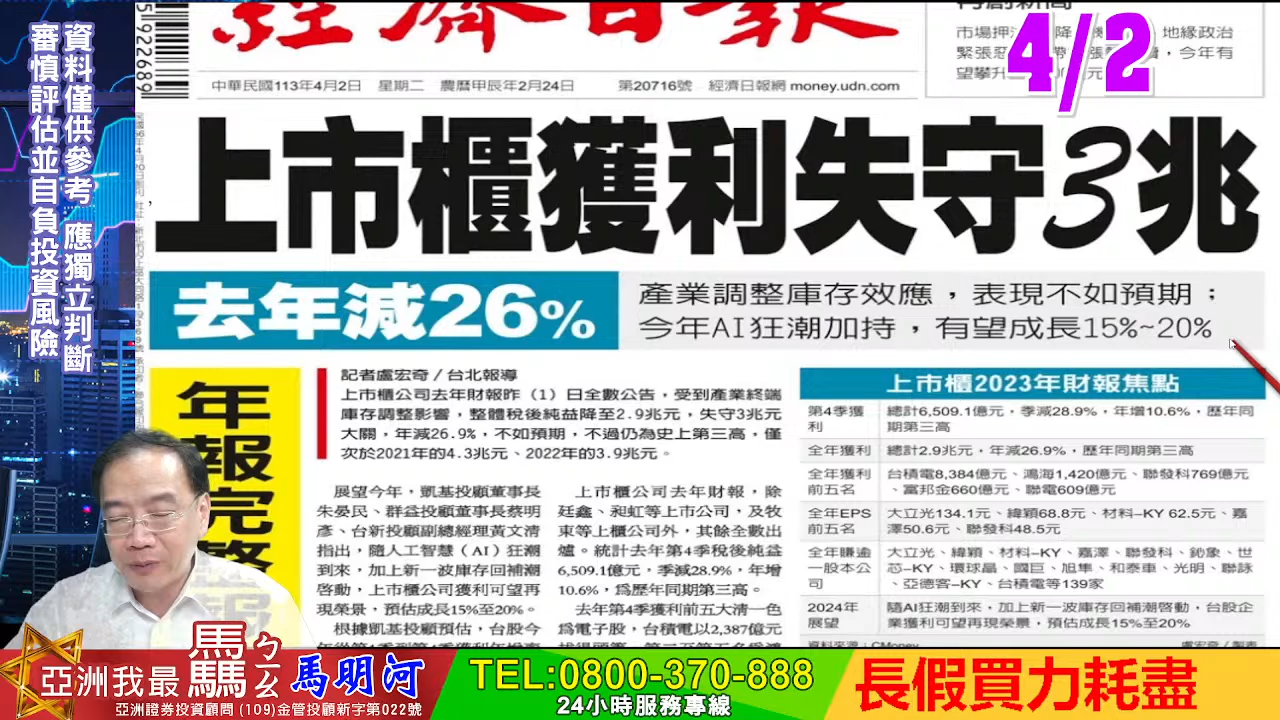 資料僅供參考 應獨立判斷
審慎評估並自負投資風險
經濟日報
4/2
中華民國113年4月2日 星期二 農曆甲辰年2月24日 第20716號 經濟日報網 money.udn.com
上市櫃獲利失守3兆
去年減26%
產業調整庫存效應，表現不如預期；
今年AI狂潮加持，有望成長15%~20%
年報完整
記者盧宏奇／台北報導
上市櫃公司去年財報昨（1）日全數公告，受到產業終端
庫存調整影響，整體稅後純益降至2.9兆元，失守3兆元
大關，年減26.9%，不如預期，不過仍為史上第三高，僅
次於2021年的4.3兆元、2022年的3.9兆元。
展望今年，凱基投顧董事長
朱晏民、群益投顧董事長蔡明
彥、台新投顧副總經理黃文清
指出，隨人工智慧（AI）狂潮
到來，加上新一波庫存回補潮
啓動，上市櫃公司獲利可望再
現榮景，預估成長15%至20%。
根據凱基投顧預估，台股今
上市櫃公司去年財報，除
廷鑫、和虹等上市公司，及牧
東等上櫃公司外，其餘全數出
爐。統計去年第4季稅後純益
6,509.1億元，季減28.9%，年增
10.6%，為歷年同期第三高。
去年第4季獲利前五大清一色
為電子股，台積電以2,387億元
上市櫃2023年財報焦點
第4季獲利 總計6,509.1億元，季減28.9%，年增10.6%，歷年同
期第三高
全年獲利 總計2.9兆元，年減26.9%，歷年同期第三高
全年獲利 台積電8,384億元、鴻海1,420億元、聯發科769億元
前五名 、富邦金660億元、聯電609億元
全年EPS 大立光134.1元、緯穎68.8元、材料-KY 62.5元、嘉
前五名 澤50.6元、聯發科48.5元
全年賺逾 大立光、緯穎、材料-KY、嘉澤、聯發科、鈊象、世
一般股本公 芯-KY、環球晶、國巨、旭隼、和泰車、光明、聯詠
司 、亞德客-KY、台積電等139家
2024年 隨AI狂潮到來，加上新一波庫存回補潮啓動，台股企
展望 業獲利可望再現榮景，預估成長15%至20%
資料來源：CMoney 盧宏奇／製表
亞洲我最馬驫ㄅㄧㄠ 馬明河
亞洲證券投資顧問 (109)金管投顧新字第022號
TEL:0800-370-888
24小時服務專線
長假買力耗盡